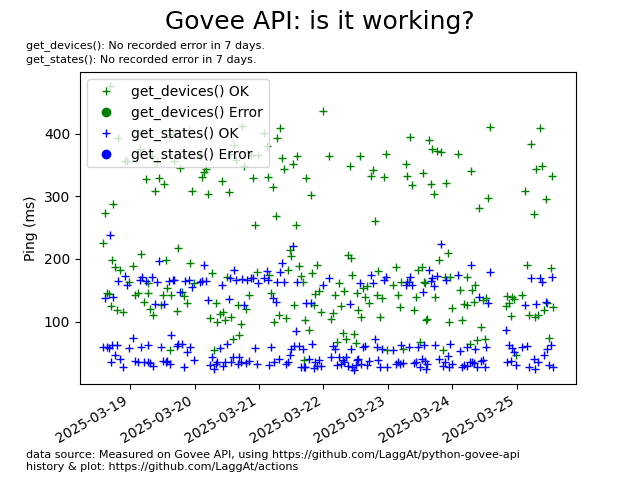 Govee API: is it working?
get_devices(): No recorded error in 7 days.
get_states(): No recorded error in 7 days.
get_devices() OK
get_devices() Error
get_states() OK
get_states() Error
400
300
200
100
Ping (ms)
2025-03-19
2025-03-20
2025-03-21
2025-03-22
2025-03-23
2025-03-24
2025-03-25
data source: Measured on Govee API, using https://github.com/LaggAt/python-govee-api
history & plot: https://github.com/LaggAt/actions